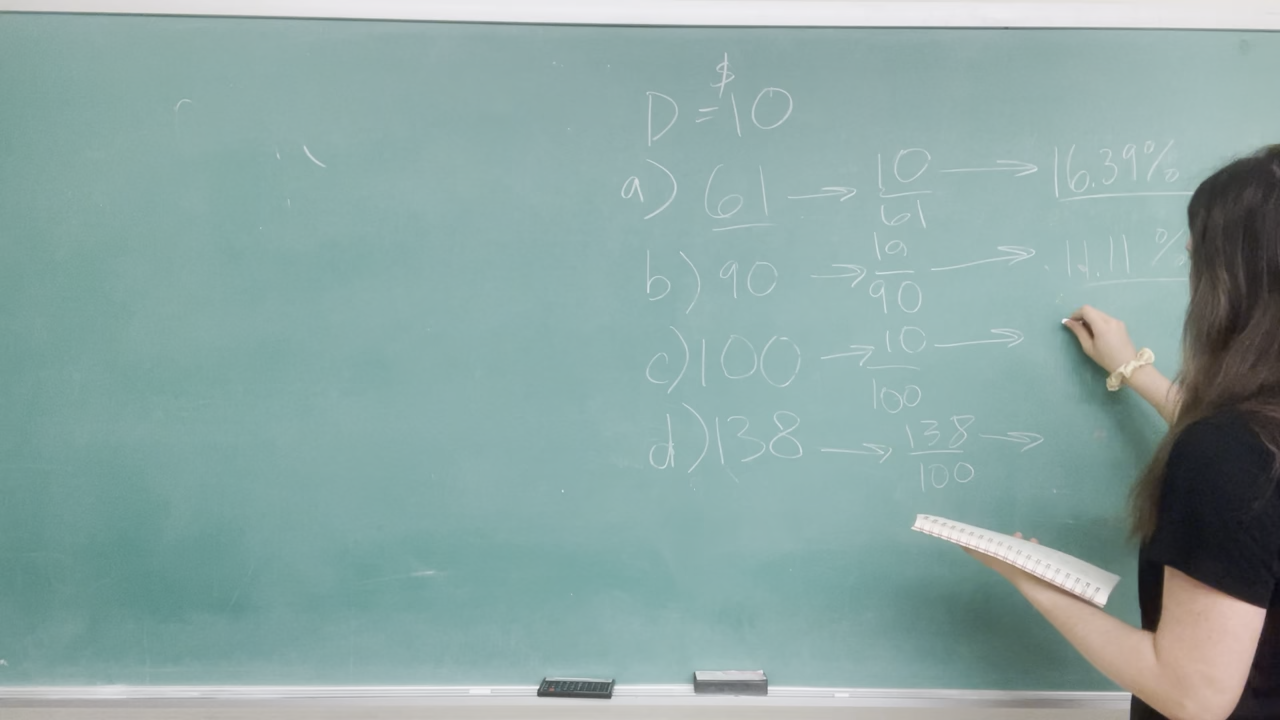 D = $10
a) 61 → 10/61 → 16.39%
b) 90 → 10/90 → 11.11%
c) 100 → 10/100 →
d) 138 → 138/100 →